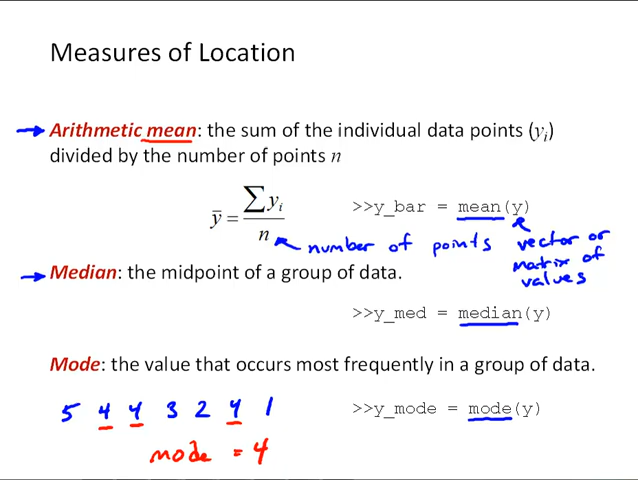 Measures of Location
Arithmetic mean: the sum of the individual data points (yi)
divided by the number of points n
ȳ = ∑ yi / n
>>y_bar = mean(y)
number of points
vector or
matrix of
values
Median: the midpoint of a group of data.
>>y_med = median(y)
Mode: the value that occurs most frequently in a group of data.
5 4 4 3 2 4 1
>>y_mode = mode(y)
mode = 4